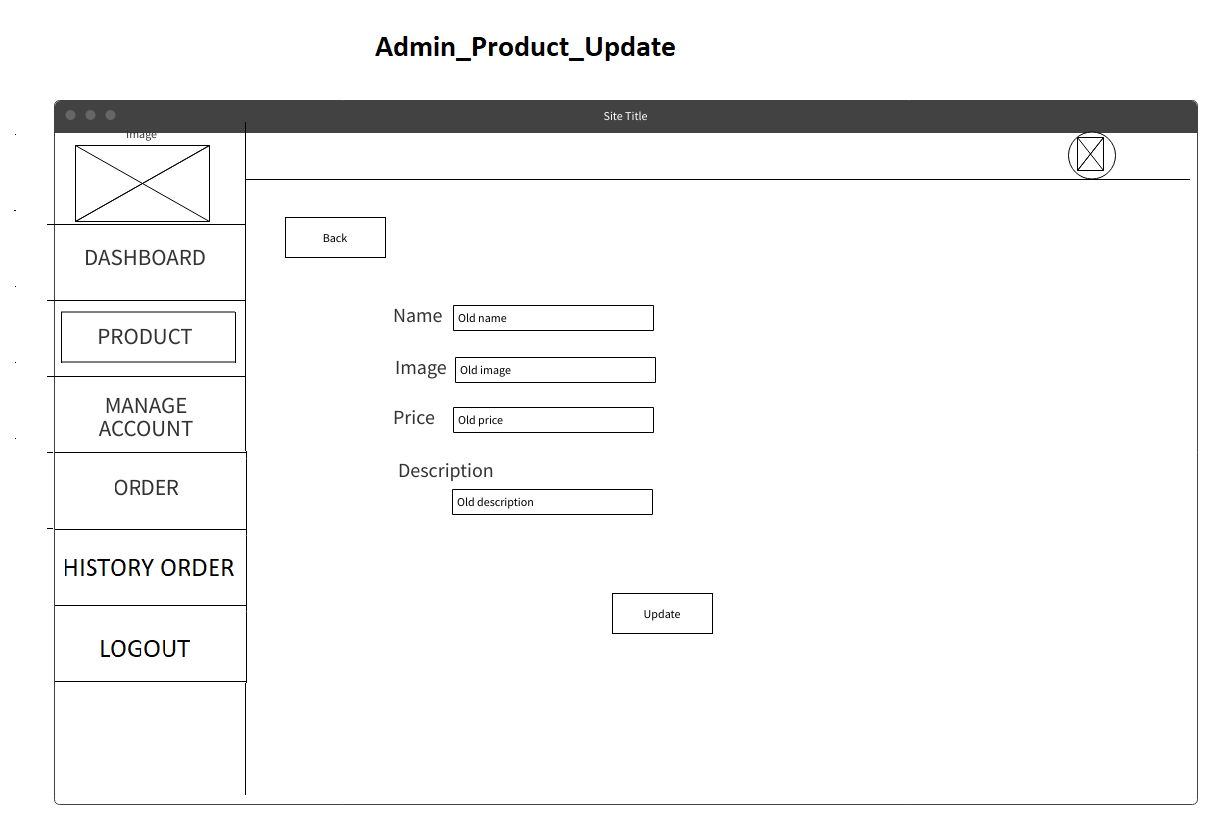 Admin_Product_Update
Site Title
Image
DASHBOARD
PRODUCT
MANAGE
ACCOUNT
ORDER
HISTORY ORDER
LOGOUT
Back
Name
Old name
Image
Old image
Price
Old price
Description
Old description
Update